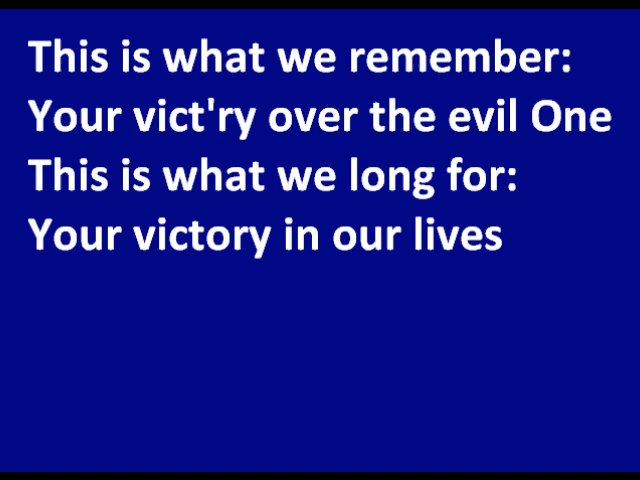 This is what we remember:
Your vict'ry over the evil One
This is what we long for:
Your victory in our lives